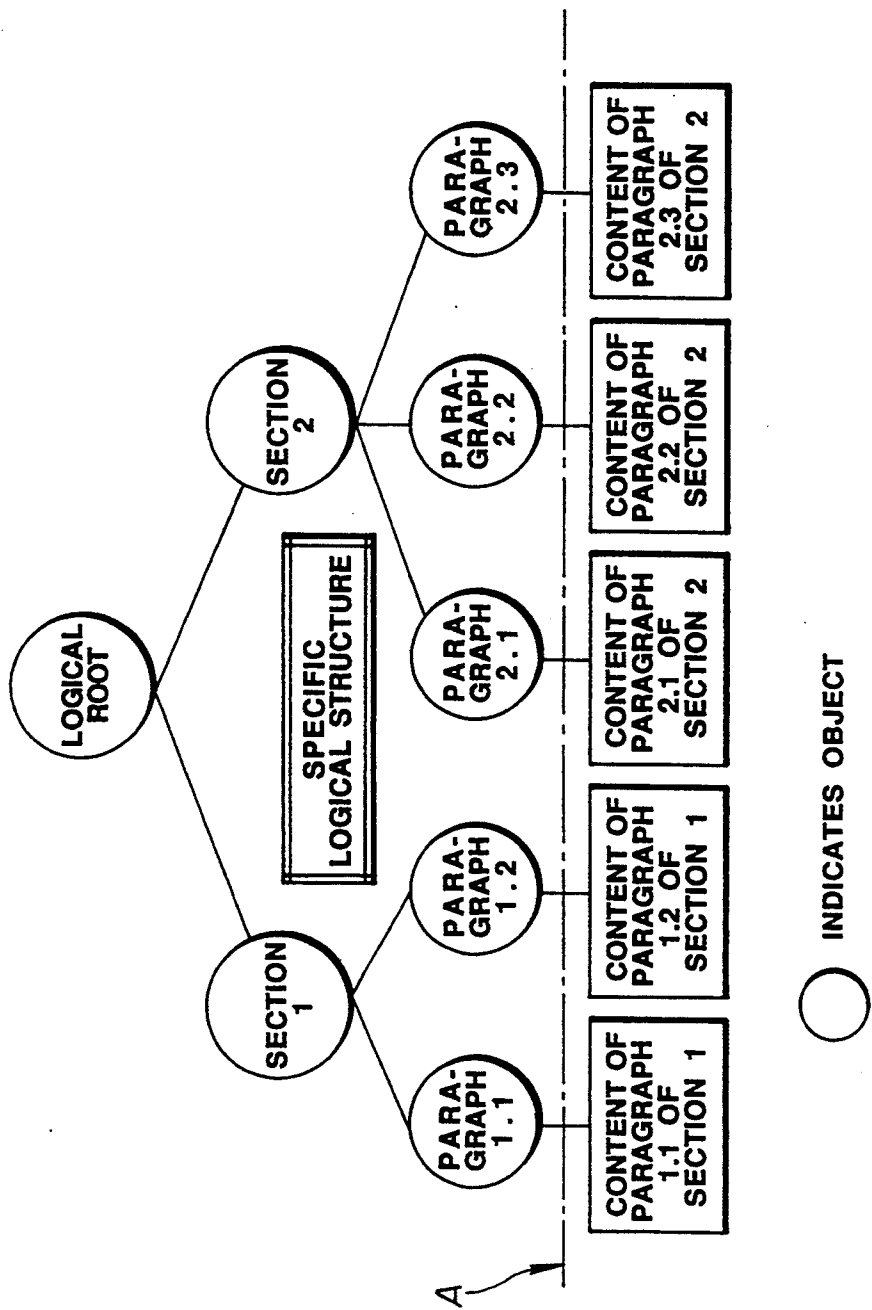 LOGICAL
ROOT
SECTION
1
SECTION
2
SPECIFIC
LOGICAL STRUCTURE
PARA-
GRAPH
1.1
PARA-
GRAPH
1.2
PARA-
GRAPH
2.1
PARA-
GRAPH
2.2
PARA-
GRAPH
2.3
A
CONTENT OF
PARAGRAPH
1.1 OF
SECTION 1
CONTENT OF
PARAGRAPH
1.2 OF
SECTION 1
CONTENT OF
PARAGRAPH
2.1 OF
SECTION 2
CONTENT OF
PARAGRAPH
2.2 OF
SECTION 2
CONTENT OF
PARAGRAPH
2.3 OF
SECTION 2
INDICATES OBJECT